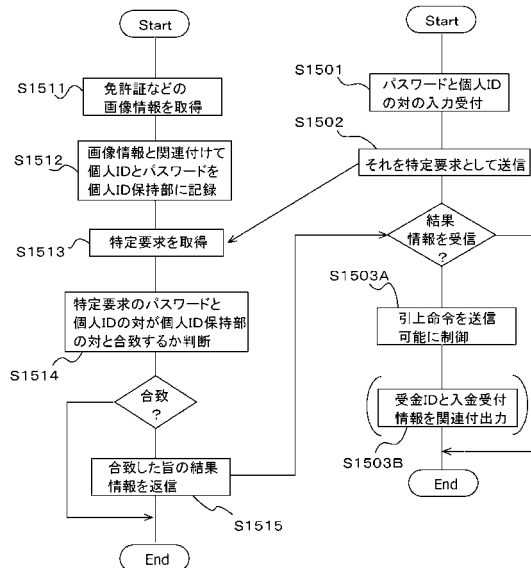 Start
S1511
免許証などの
画像情報を取得
S1512
画像情報と関連付けて
個人IDとパスワードを
個人ID保持部に記録
S1513
特定要求を取得
特定要求のパスワードと
個人IDの対が個人ID保持部
の対と合致するか判断
S1514
合致
?
合致した旨の結果
情報を返信
S1515
End
Start
S1501
パスワードと個人ID
の対の入力受付
S1502
それを特定要求として送信
結果
情報を受信
?
S1503A
引上命令を送信
可能に制御
受金IDと入金受付
情報を関連付出力
S1503B
End